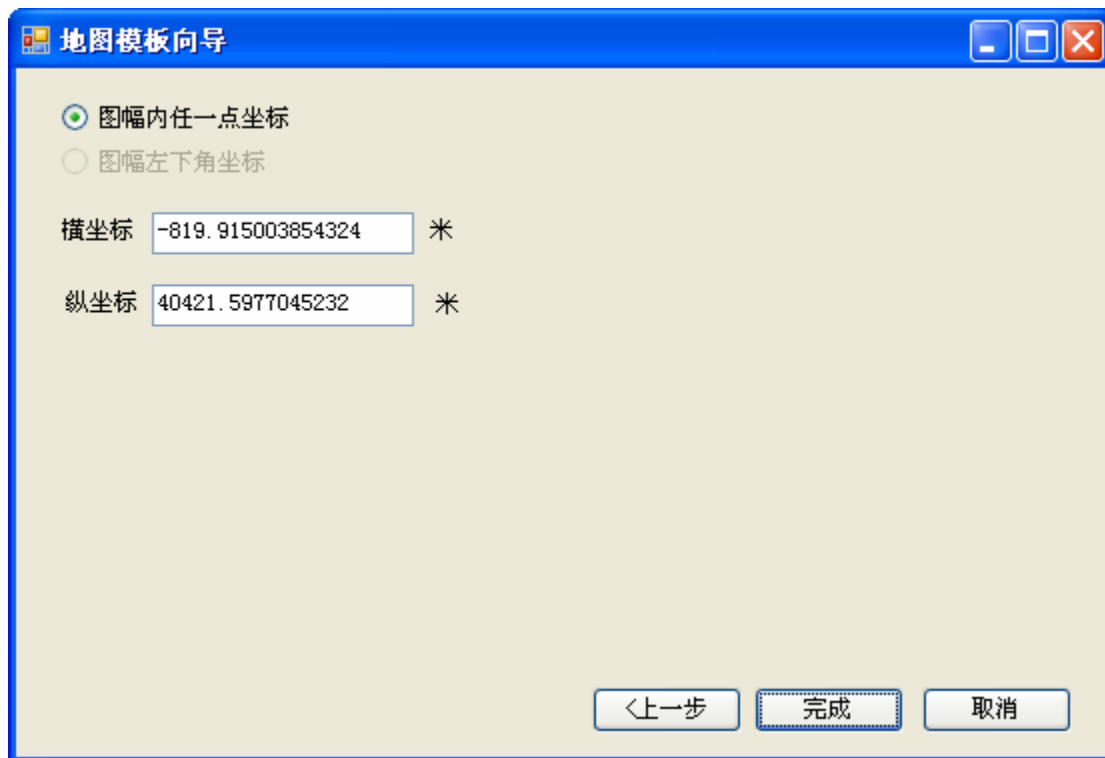 地图模板向导
图幅内任一点坐标
图幅左下角坐标
横坐标 -819.915003854324 米
纵坐标 40421.5977045232 米
<上一步 完成 取消